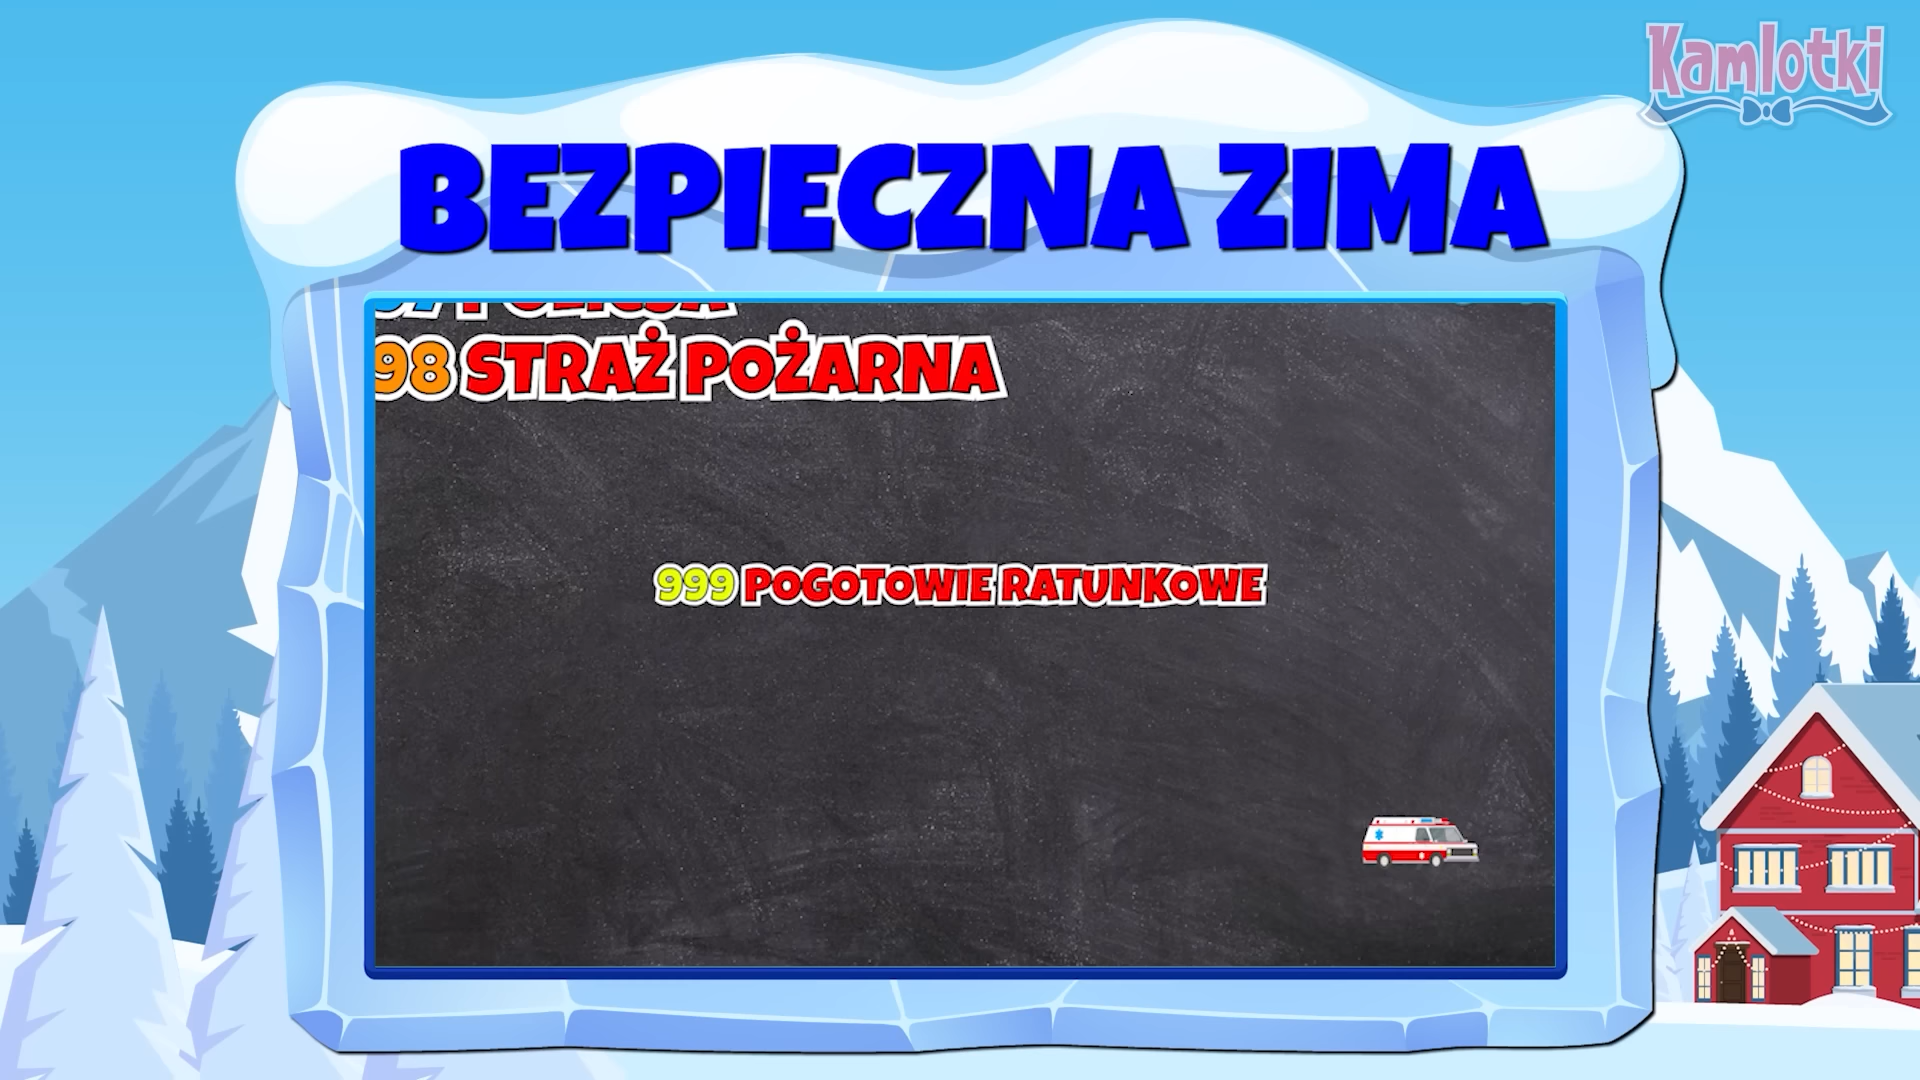 Kamlotki
BEZPIECZNA ZIMA
98 STRAŻ POŻARNA
999 POGOTOWIE RATUNKOWE